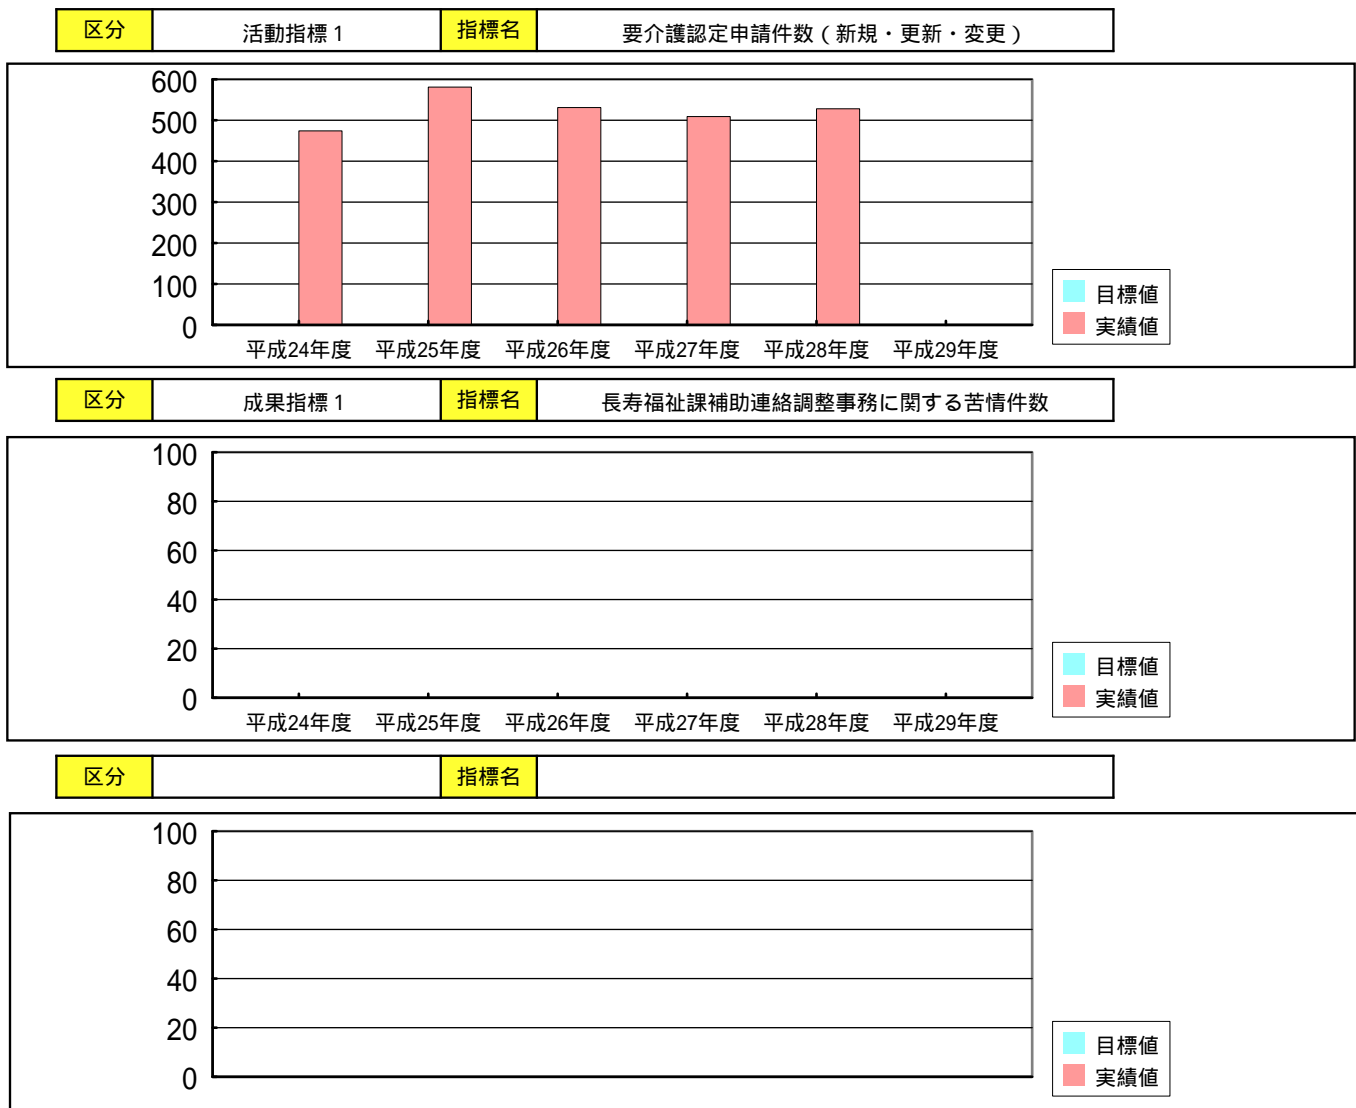 区分 活動指標１ 指標名 要介護認定申請件数（新規・更新・変更）
600
500
400
300
200
100
0
平成24年度 平成25年度 平成26年度 平成27年度 平成28年度 平成29年度
目標値
実績値
区分 成果指標１ 指標名 長寿福祉課補助連絡調整事務に関する苦情件数
100
80
60
40
20
0
平成24年度 平成25年度 平成26年度 平成27年度 平成28年度 平成29年度
目標値
実績値
区分 指標名
100
80
60
40
20
0
目標値
実績値